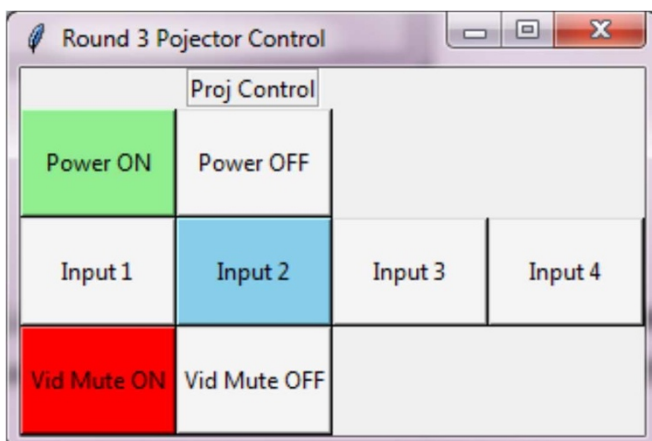 Round 3 Pojector Control
Proj Control
Power ON Power OFF
Input 1 Input 2 Input 3 Input 4
Vid Mute ON Vid Mute OFF